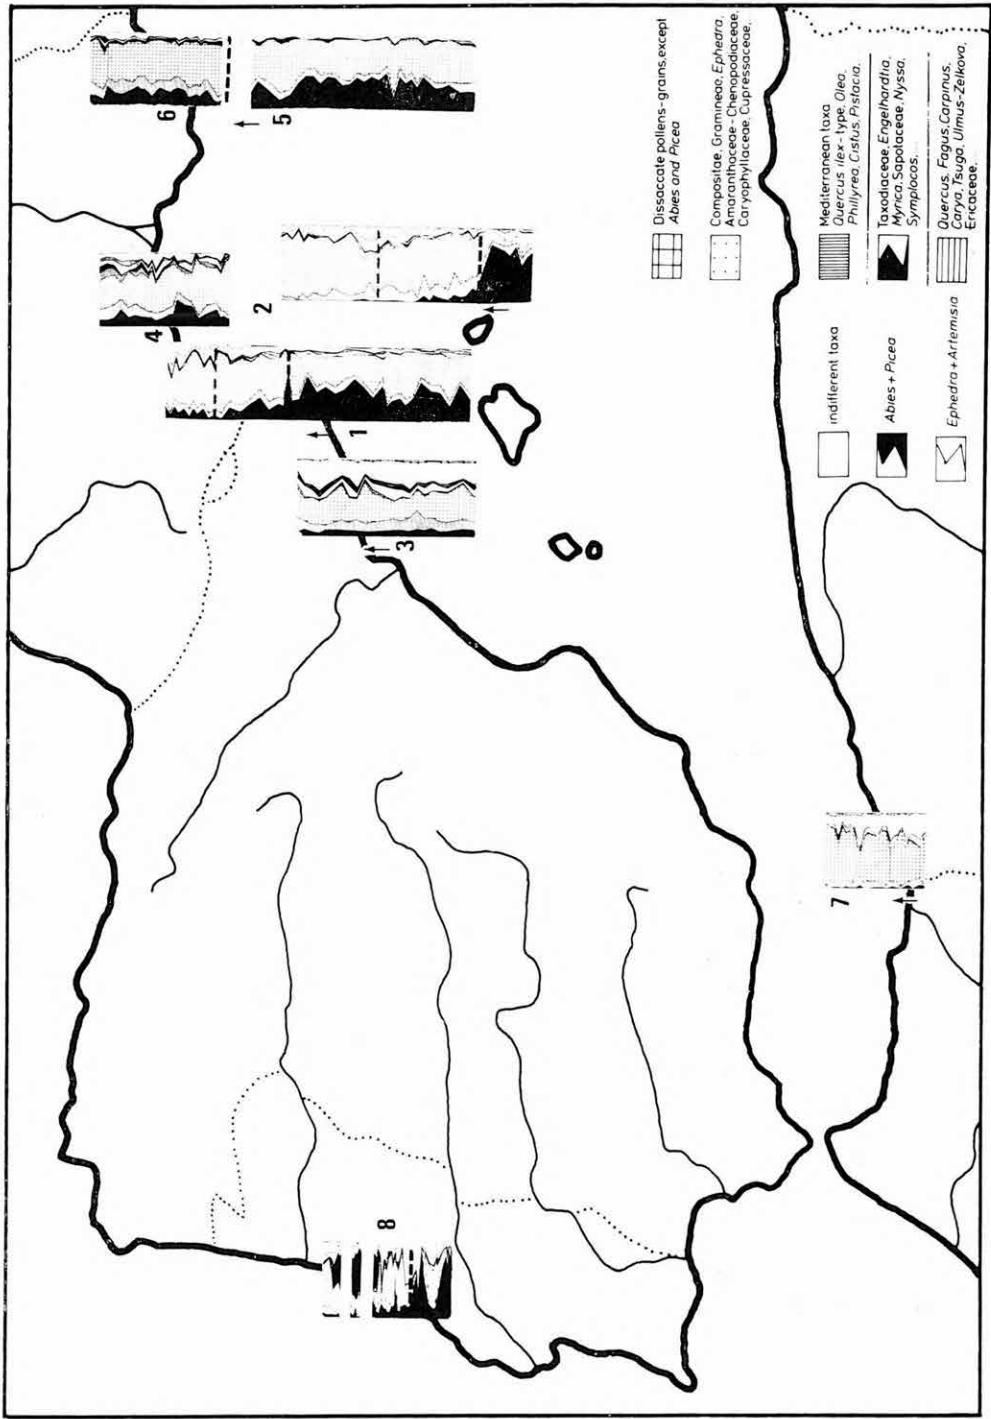 6
5
4
2
1
3
8
7
Dissaccate pollens-grains, except
Abies and Picea
Compositae, Gramineae, Ephedra,
Amaranthaceae - Chenopodiaceae,
Caryophyllaceae, Cupressaceae,...
indifferent taxa
Abies + Picea
Ephedra + Artemisia
Mediterranean taxa
Quercus ilex - type, Olea,
Phillyrea, Cistus, Pistacia,
Taxodiaceae, Engelhardtia,
Myrica, Sapotaceae, Nyssa,
Symplocos,...
Quercus, Fagus, Carpinus,
Carya, Tsuga, Ulmus-Zelkova,
Ericaceae,...